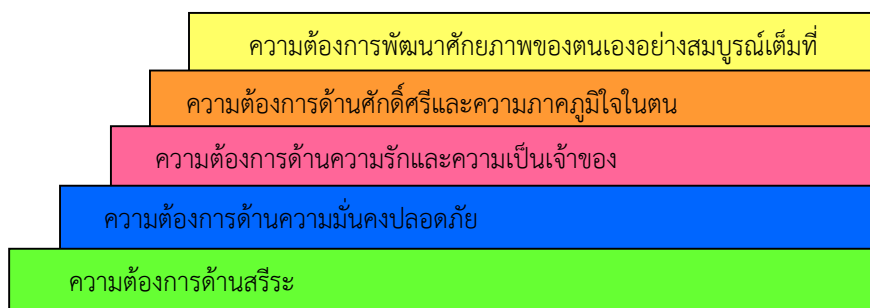 ความต้องการพัฒนาศักยภาพของตนเองอย่างสมบูรณ์เต็มที่
ความต้องการด้านศักดิ์ศรีและความภาคภูมิใจในตน
ความต้องการด้านความรักและความเป็นเจ้าของ
ความต้องการด้านความมั่นคงปลอดภัย
ความต้องการด้านสรีระ